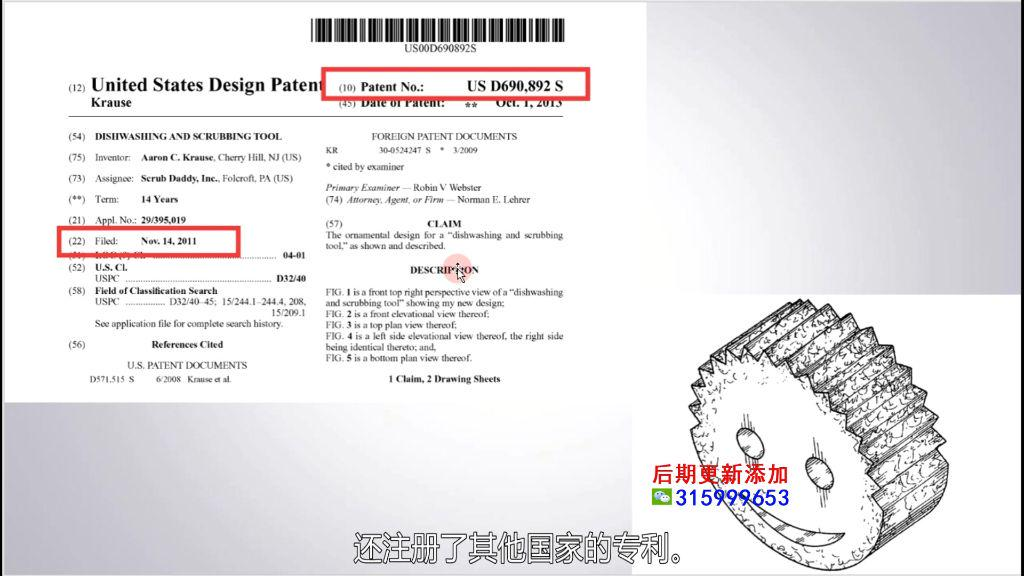 US00D690892S
(12) United States Design Patent
Krause
(10) Patent No.: US D690,892 S
(45) Date of Patent: ** Oct. 1, 2013
(54) DISHWASHING AND SCRUBBING TOOL
(75) Inventor: Aaron C. Krause, Cherry Hill, NJ (US)
(73) Assignee: Scrub Daddy, Inc., Folcroft, PA (US)
(**) Term: 14 Years
(21) Appl. No.: 29/395,019
(22) Filed: Nov. 14, 2011
04-01
(52) U.S. Cl.
USPC ........................................ D32/40
(58) Field of Classification Search
USPC ............... D32/40–45; 15/244.1–244.4, 208,
15/209.1
See application file for complete search history.
(56) References Cited
U.S. PATENT DOCUMENTS
D571,515 S 6/2008 Krause et al.
FOREIGN PATENT DOCUMENTS
KR 30-0524247 S * 3/2009
* cited by examiner
Primary Examiner — Robin V Webster
(74) Attorney, Agent, or Firm — Norman E. Lehrer
(57) CLAIM
The ornamental design for a “dishwashing and scrubbing
tool,” as shown and described.
DESCRIPTION
FIG. 1 is a front top right perspective view of a “dishwashing
and scrubbing tool” showing my new design;
FIG. 2 is a front elevational view thereof;
FIG. 3 is a top plan view thereof;
FIG. 4 is a left side elevational view thereof, the right side
being identical thereto; and,
FIG. 5 is a bottom plan view thereof.
1 Claim, 2 Drawing Sheets
后期更新添加
315999653
还注册了其他国家的专利。